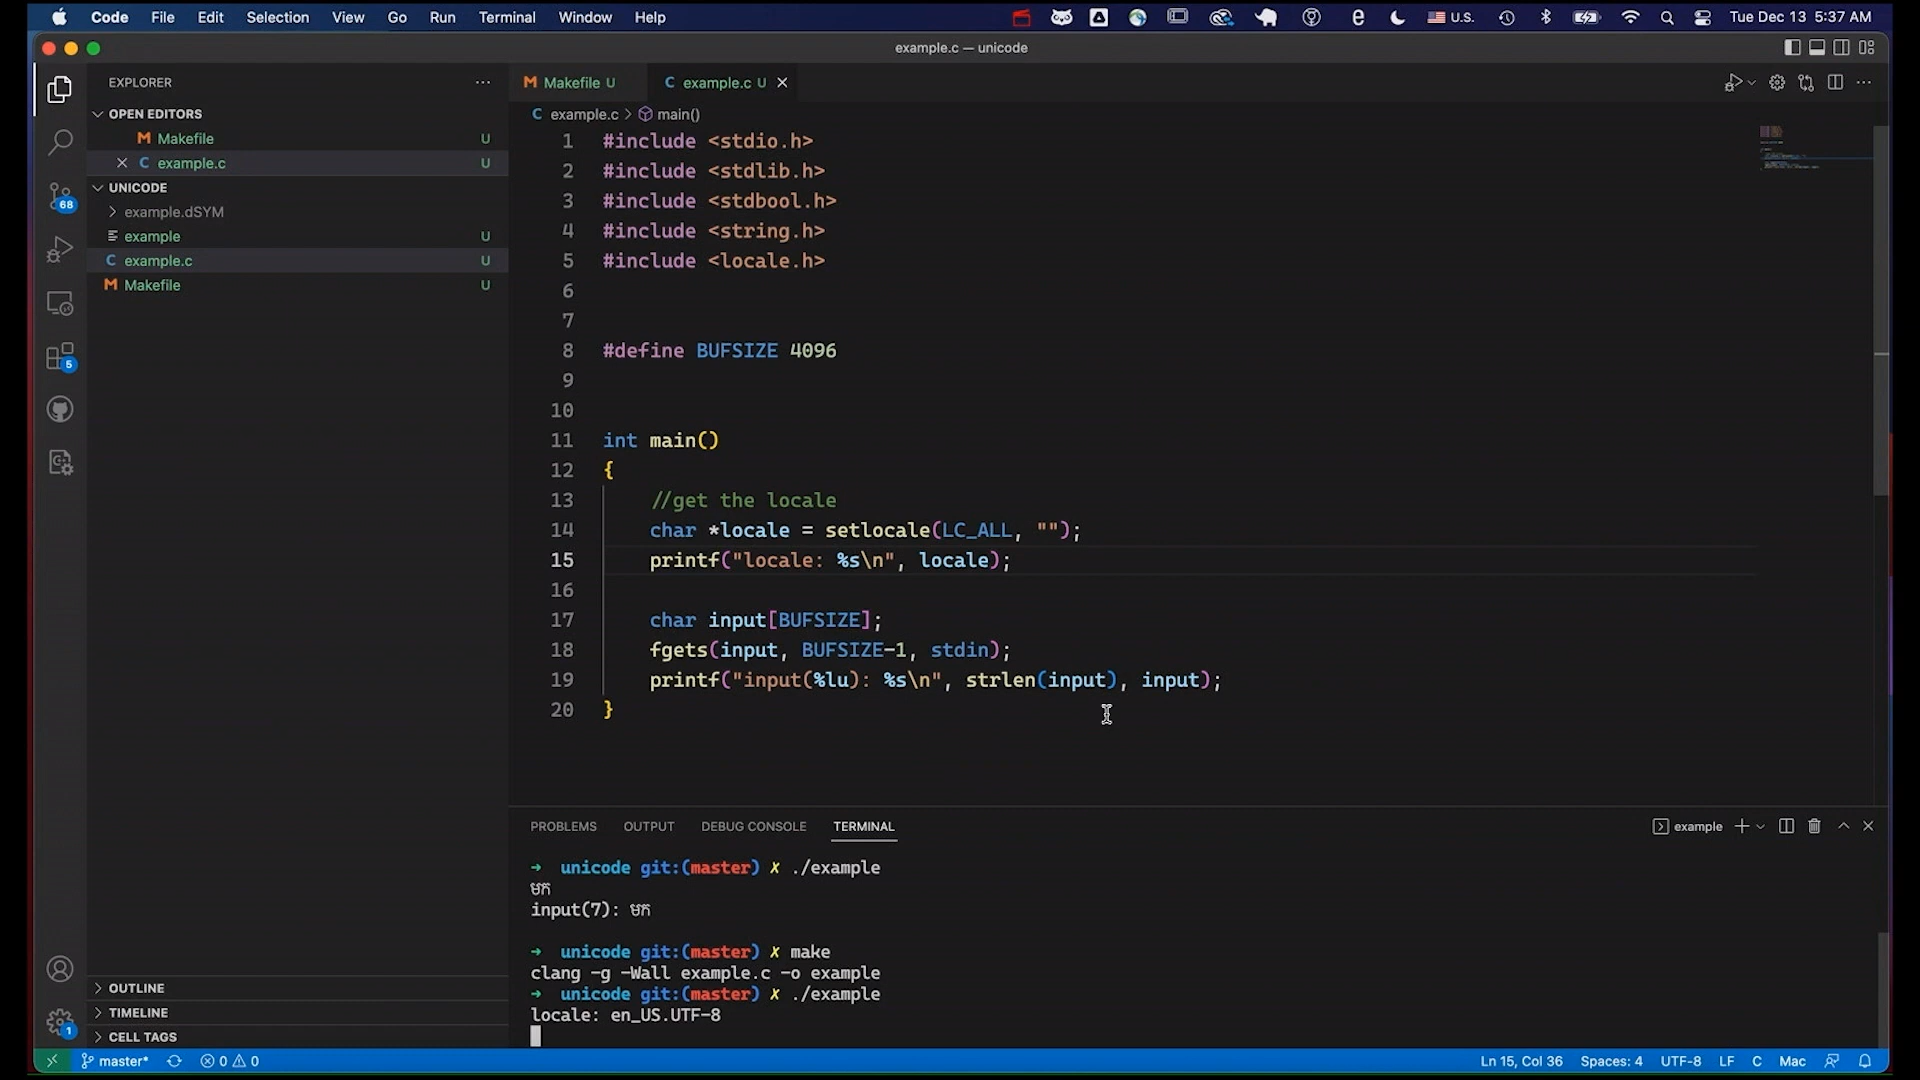 Code File Edit Selection View Go Run Terminal Window Help U.S. Tue Dec 13 5:37 AM
example.c — unicode
EXPLORER
OPEN EDITORS
Makefile U
example.c U
UNICODE
example.dSYM
example U
example.c U
Makefile U
68
5
OUTLINE
TIMELINE
CELL TAGS
1
Makefile U example.c U
example.c > main()
1 #include <stdio.h>
2 #include <stdlib.h>
3 #include <stdbool.h>
4 #include <string.h>
5 #include <locale.h>
6
7
8 #define BUFSIZE 4096
9
10
11 int main()
12 {
13 //get the locale
14 char *locale = setlocale(LC_ALL, "");
15 printf("locale: %s\n", locale);
16
17 char input[BUFSIZE];
18 fgets(input, BUFSIZE-1, stdin);
19 printf("input(%lu): %s\n", strlen(input), input);
20 }
PROBLEMS OUTPUT DEBUG CONSOLE TERMINAL example
➜ unicode git:(master) ✗ ./example
មក
input(7): មក
➜ unicode git:(master) ✗ make
clang -g -Wall example.c -o example
➜ unicode git:(master) ✗ ./example
locale: en_US.UTF-8
master* 0 0 Ln 15, Col 36 Spaces: 4 UTF-8 LF C Mac